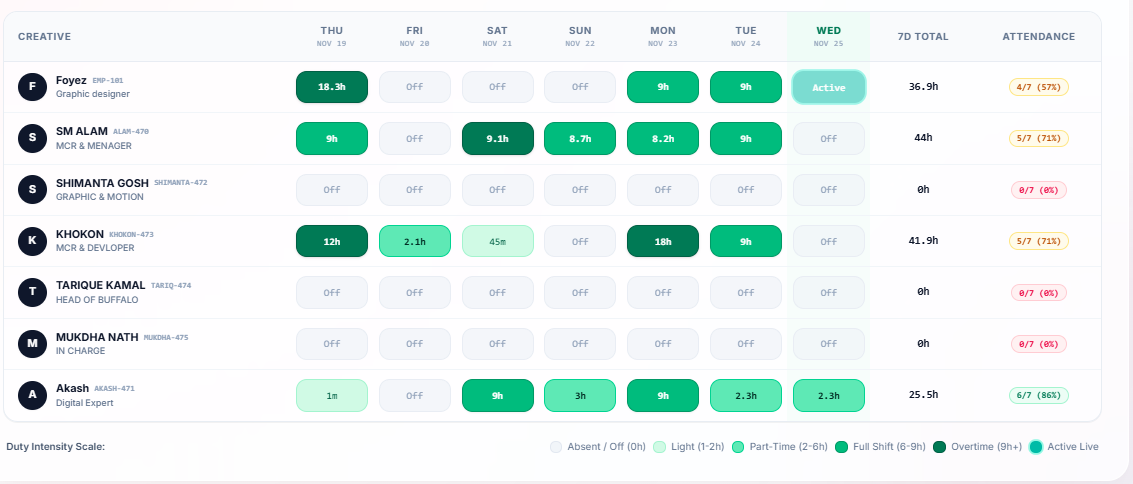 CREATIVE THU FRI SAT SUN MON TUE WED 7D TOTAL ATTENDANCE
NOV 19 NOV 20 NOV 21 NOV 22 NOV 23 NOV 24 NOV 25
F Foyez EMP-101 18.3h Off Off Off 9h 9h Active 36.9h 4/7 (57%)
Graphic designer
S SM ALAM ALAM-470 9h Off 9.1h 8.7h 8.2h 9h Off 44h 5/7 (71%)
MCR & MENAGER
S SHIMANTA GOSH SHIMANTA-472 Off Off Off Off Off Off Off 0h 0/7 (0%)
GRAPHIC & MOTION
K KHOKON KHOKON-473 12h 2.1h 45m Off 18h 9h Off 41.9h 5/7 (71%)
MCR & DEVLOPER
T TARIQUE KAMAL TARIQ-474 Off Off Off Off Off Off Off 0h 0/7 (0%)
HEAD OF BUFFALO
M MUKDHA NATH MUKDHA-475 Off Off Off Off Off Off Off 0h 0/7 (0%)
IN CHARGE
A Akash AKASH-471 1m Off 9h 3h 9h 2.3h 2.3h 25.5h 6/7 (86%)
Digital Expert
Duty Intensity Scale: Absent / Off (0h) Light (1-2h) Part-Time (2-6h) Full Shift (6-9h) Overtime (9h+) Active Live